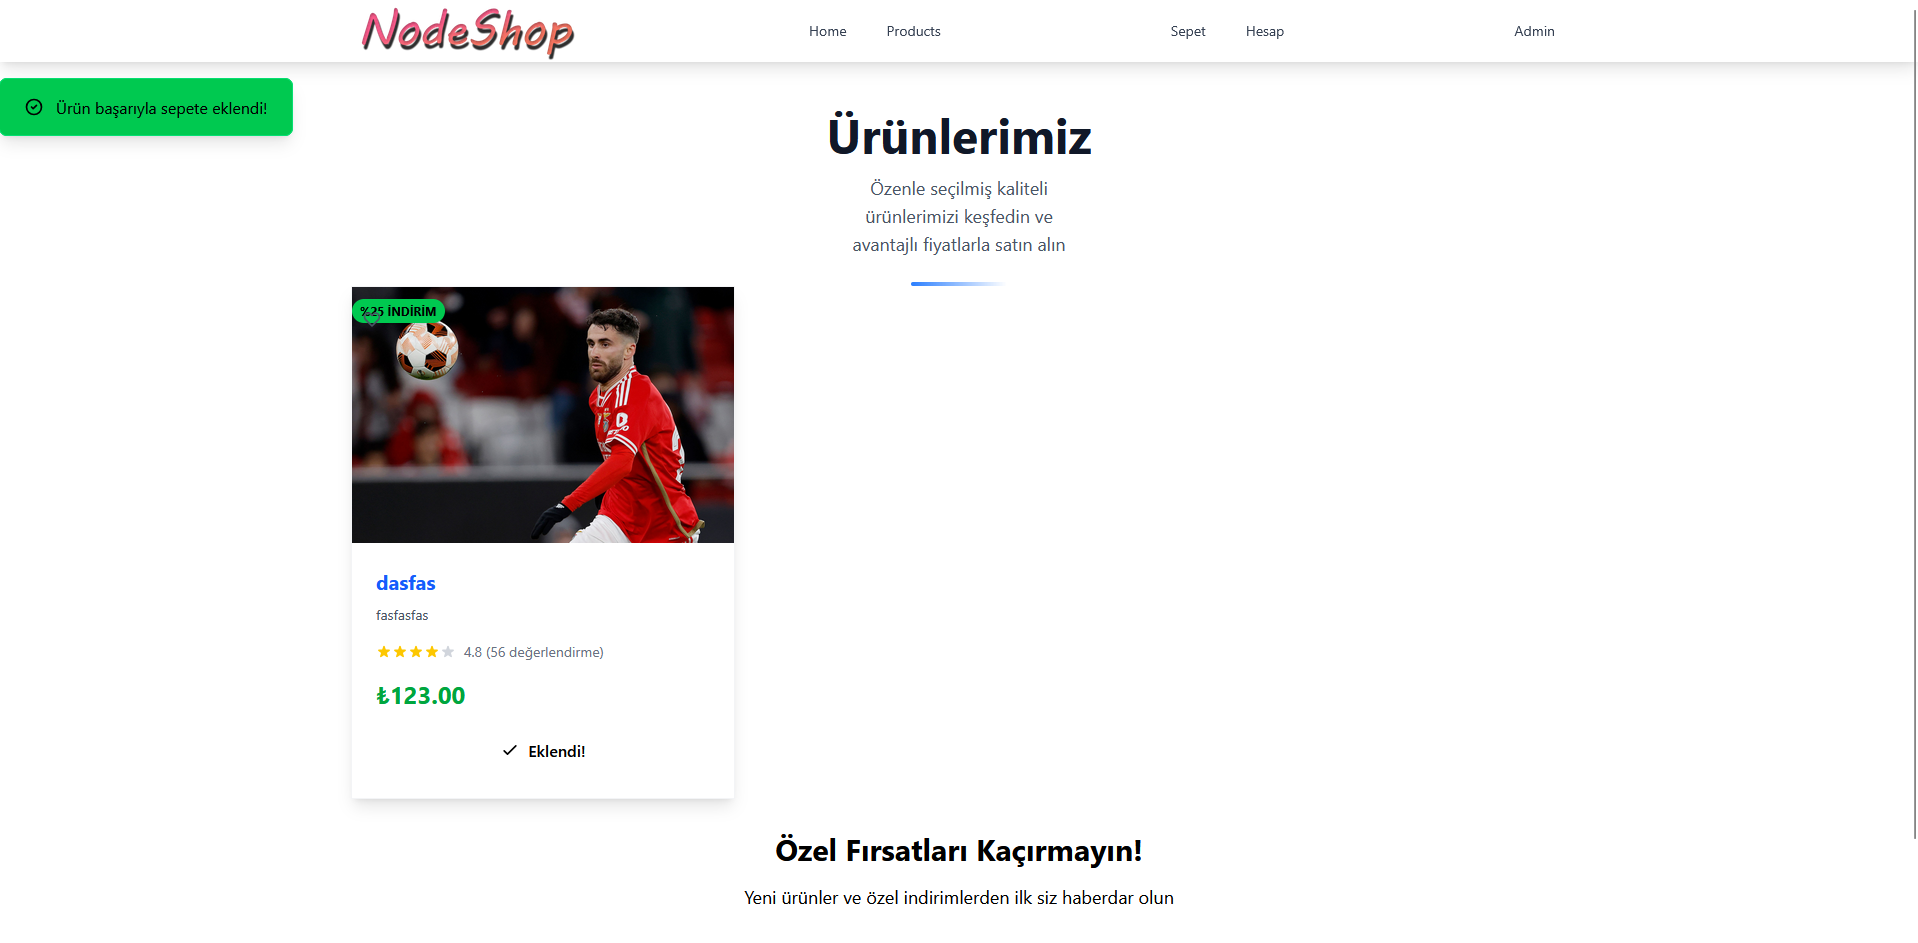 NodeShop
Home
Products
Sepet
Hesap
Admin
Ürün başarıyla sepete eklendi!
Ürünlerimiz
Özenle seçilmiş kaliteli
ürünlerimizi keşfedin ve
avantajlı fiyatlarla satın alın
%25 İNDİRİM
dasfas
fasfasfas
4.8 (56 değerlendirme)
₺123.00
Eklendi!
Özel Fırsatları Kaçırmayın!
Yeni ürünler ve özel indirimlerden ilk siz haberdar olun